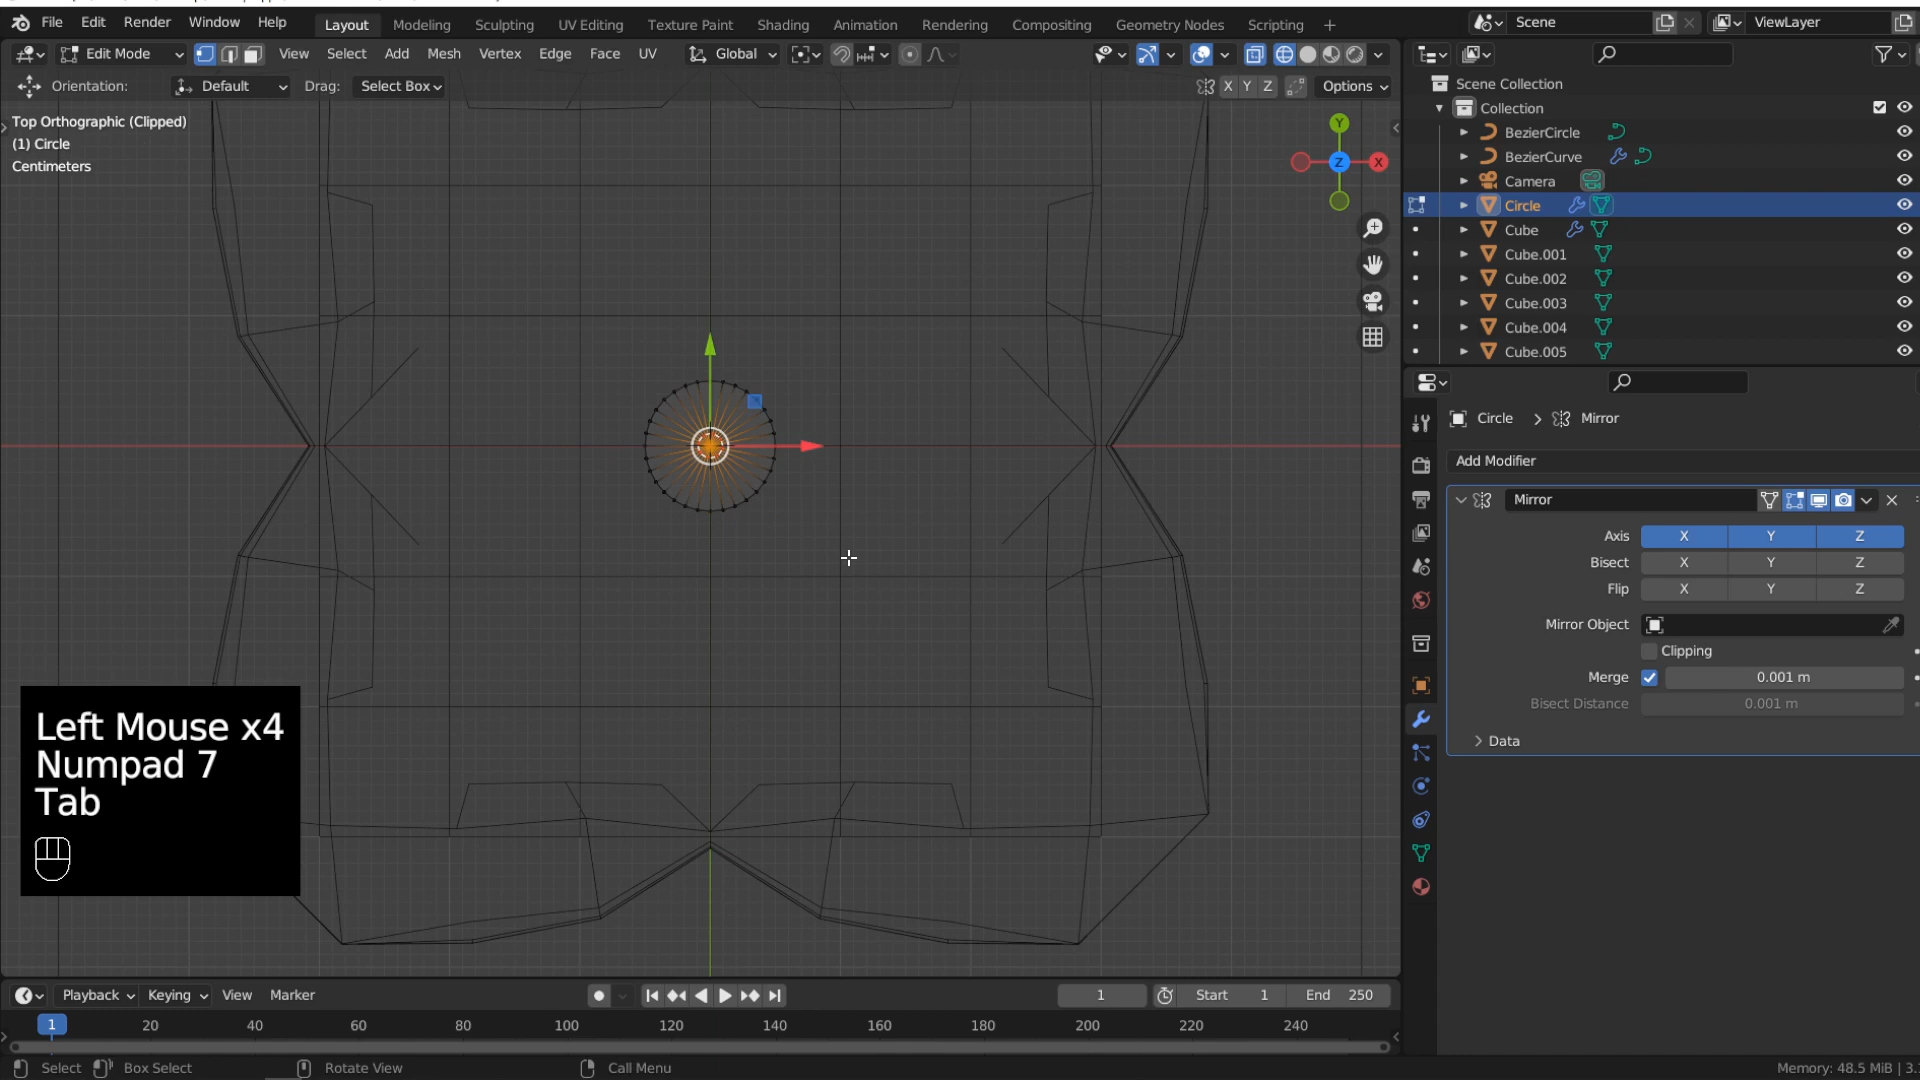 File Edit Render Window Help Layout Modeling Sculpting UV Editing Texture Paint Shading Animation Rendering Compositing Geometry Nodes Scripting + Scene ViewLayer
Edit Mode View Select Add Mesh Vertex Edge Face UV Global
Orientation: Default Drag: Select Box X Y Z Options
Top Orthographic (Clipped)
(1) Circle
Centimeters
Y
Z
X
Scene Collection
Collection
BezierCircle
BezierCurve
Camera
Circle
Cube
Cube.001
Cube.002
Cube.003
Cube.004
Cube.005
Circle > Mirror
Add Modifier
Mirror
Axis X Y Z
Bisect X Y Z
Flip X Y Z
Mirror Object
Clipping
Merge 0.001 m
Bisect Distance 0.001 m
Data
Left Mouse x4
Numpad 7
Tab
Playback Keying View Marker 1 Start 1 End 250
1 20 40 60 80 100 120 140 160 180 200 220 240
Select Box Select Rotate View Call Menu Memory: 48.5 MiB | 3.